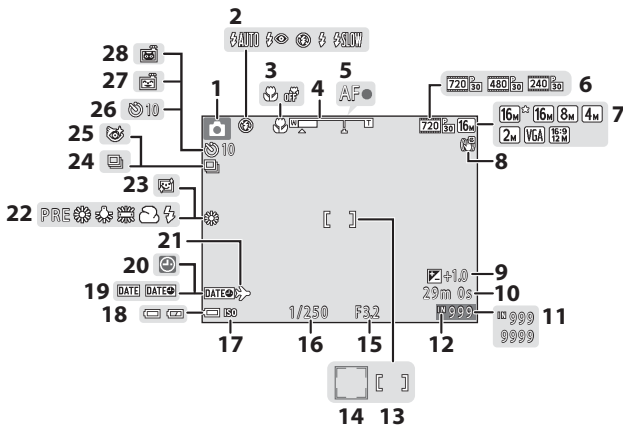 2
AUTO SLOW
28
27
26 10
25
24
23
22 PRE
1
3 off
4
5
AF
720 30 480 30 240 30 6
W T
720 30 16M
16M 16M 8M 4M 7
2M VGA 16:9 12M
8
10
21
20
19 DATE DATE
18
DATE
ISO
17
1/250
16
F3.2
15
+1.0 9
29m 0s 10
IN 999
12
IN 999 11
9999
14 13